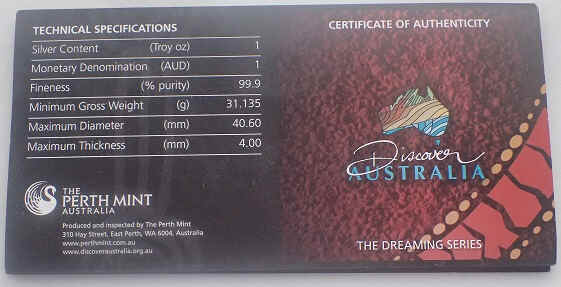 TECHNICAL SPECIFICATIONS
Silver Content (Troy oz) 1
Monetary Denomination (AUD) 1
Fineness (% purity) 99.9
Minimum Gross Weight (g) 31.135
Maximum Diameter (mm) 40.60
Maximum Thickness (mm) 4.00
THE
PERTH MINT
AUSTRALIA
Produced and inspected by The Perth Mint
310 Hay Street, East Perth, WA 6004, Australia
www.perthmint.com.au
www.discoveraustralia.org.au
CERTIFICATE OF AUTHENTICITY
Discover
AUSTRALIA
THE DREAMING SERIES